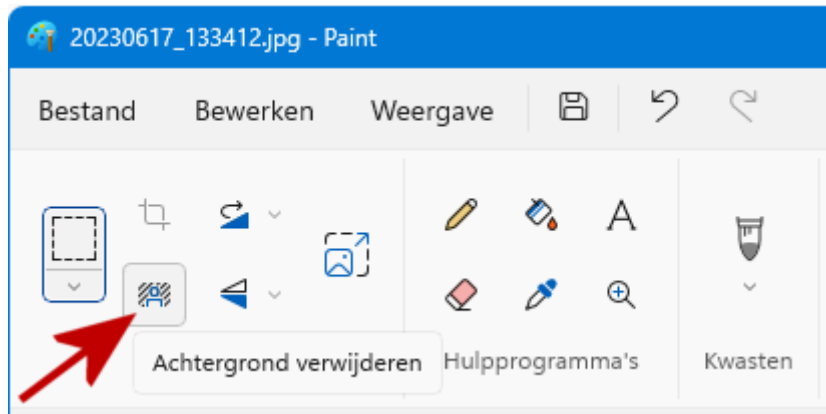 20230617_133412.jpg - Paint
Bestand Bewerken Weergave
A
Achtergrond verwijderen Hulpprogramma's Kwasten